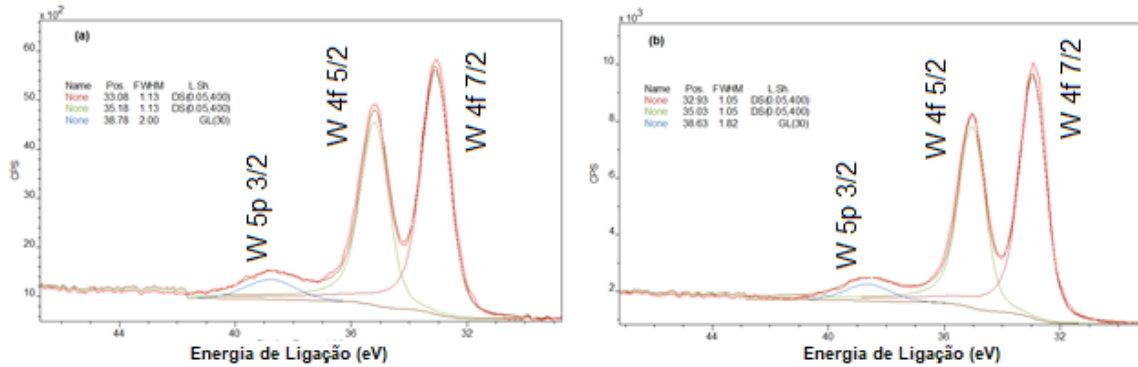 x 10²
(a)
60
50
40
30
20
10
CPS
Name Pos. FWHM L.Sh.
None 33.08 1.13 DS(0.05,400)
None 35.18 1.13 DS(0.05,400)
None 38.78 2.00 GL(30)
W 5p 3/2
W 4f 5/2
W 4f 7/2
44 40 36 32
Energia de Ligação (eV)
x 10³
(b)
10
8
6
4
2
CPS
Name Pos. FWHM L.Sh.
None 32.93 1.05 DS(0.05,400)
None 35.03 1.05 DS(0.05,400)
None 38.63 1.82 GL(30)
W 5p 3/2
W 4f 5/2
W 4f 7/2
44 40 36 32
Energia de Ligação (eV)